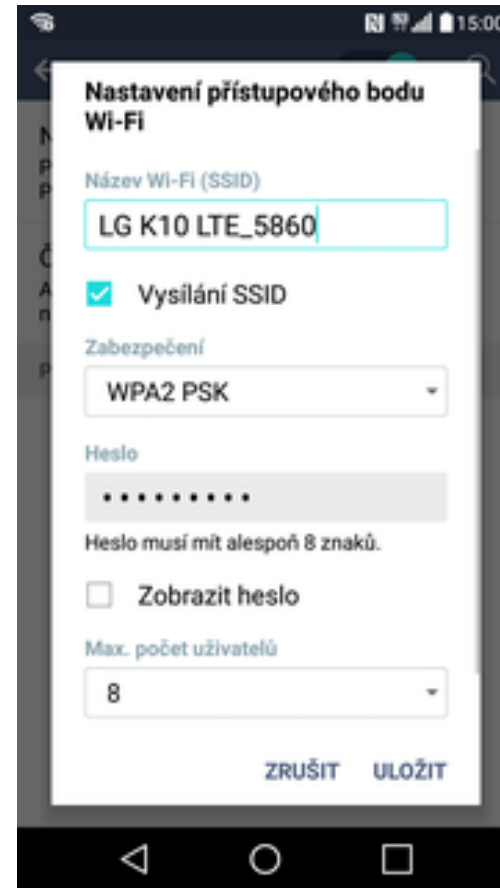 15:00
Nastavení přístupového bodu
Wi-Fi
Název Wi-Fi (SSID)
LG K10 LTE_5860
Vysílání SSID
Zabezpečení
WPA2 PSK
Heslo
•••••••••
Heslo musí mít alespoň 8 znaků.
Zobrazit heslo
Max. počet uživatelů
8
ZRUŠIT ULOŽIT